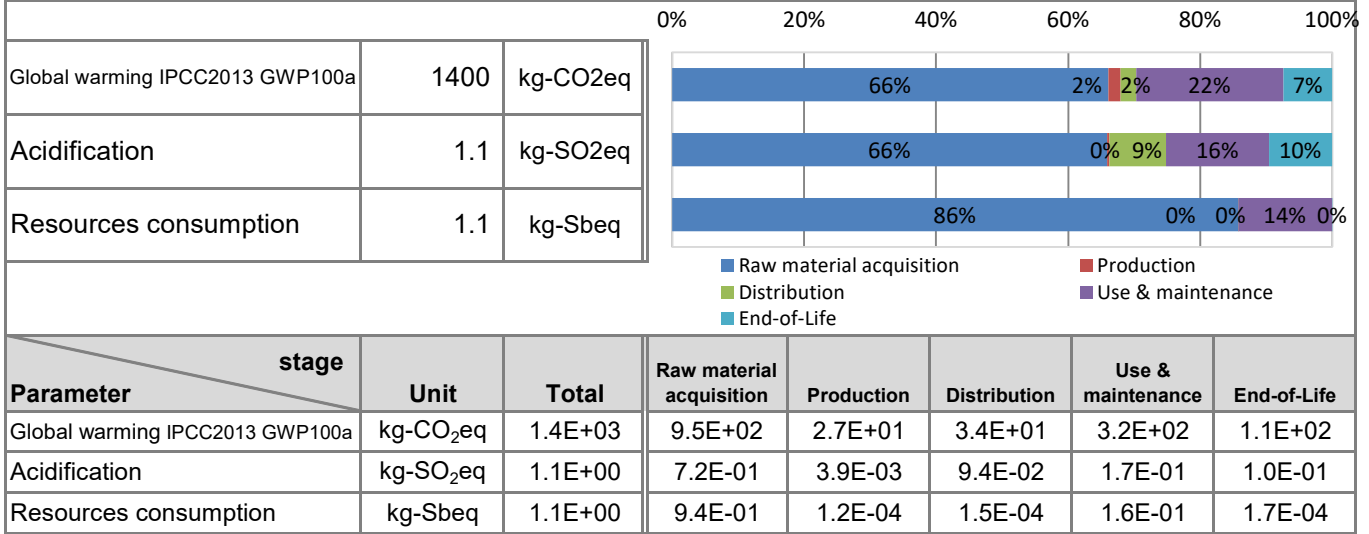 0% 20% 40% 60% 80% 100%
Global warming IPCC2013 GWP100a 1400 kg-CO2eq 66% 2% 2% 22% 7%
Acidification 1.1 kg-SO2eq 66% 0% 9% 16% 10%
Resources consumption 1.1 kg-Sbeq 86% 0% 0% 14% 0%
Raw material acquisition Production
Distribution Use & maintenance
End-of-Life
stage
Parameter Unit Total Raw material acquisition Production Distribution Use & maintenance End-of-Life
Global warming IPCC2013 GWP100a kg-CO₂eq 1.4E+03 9.5E+02 2.7E+01 3.4E+01 3.2E+02 1.1E+02
Acidification kg-SO₂eq 1.1E+00 7.2E-01 3.9E-03 9.4E-02 1.7E-01 1.0E-01
Resources consumption kg-Sbeq 1.1E+00 9.4E-01 1.2E-04 1.5E-04 1.6E-01 1.7E-04